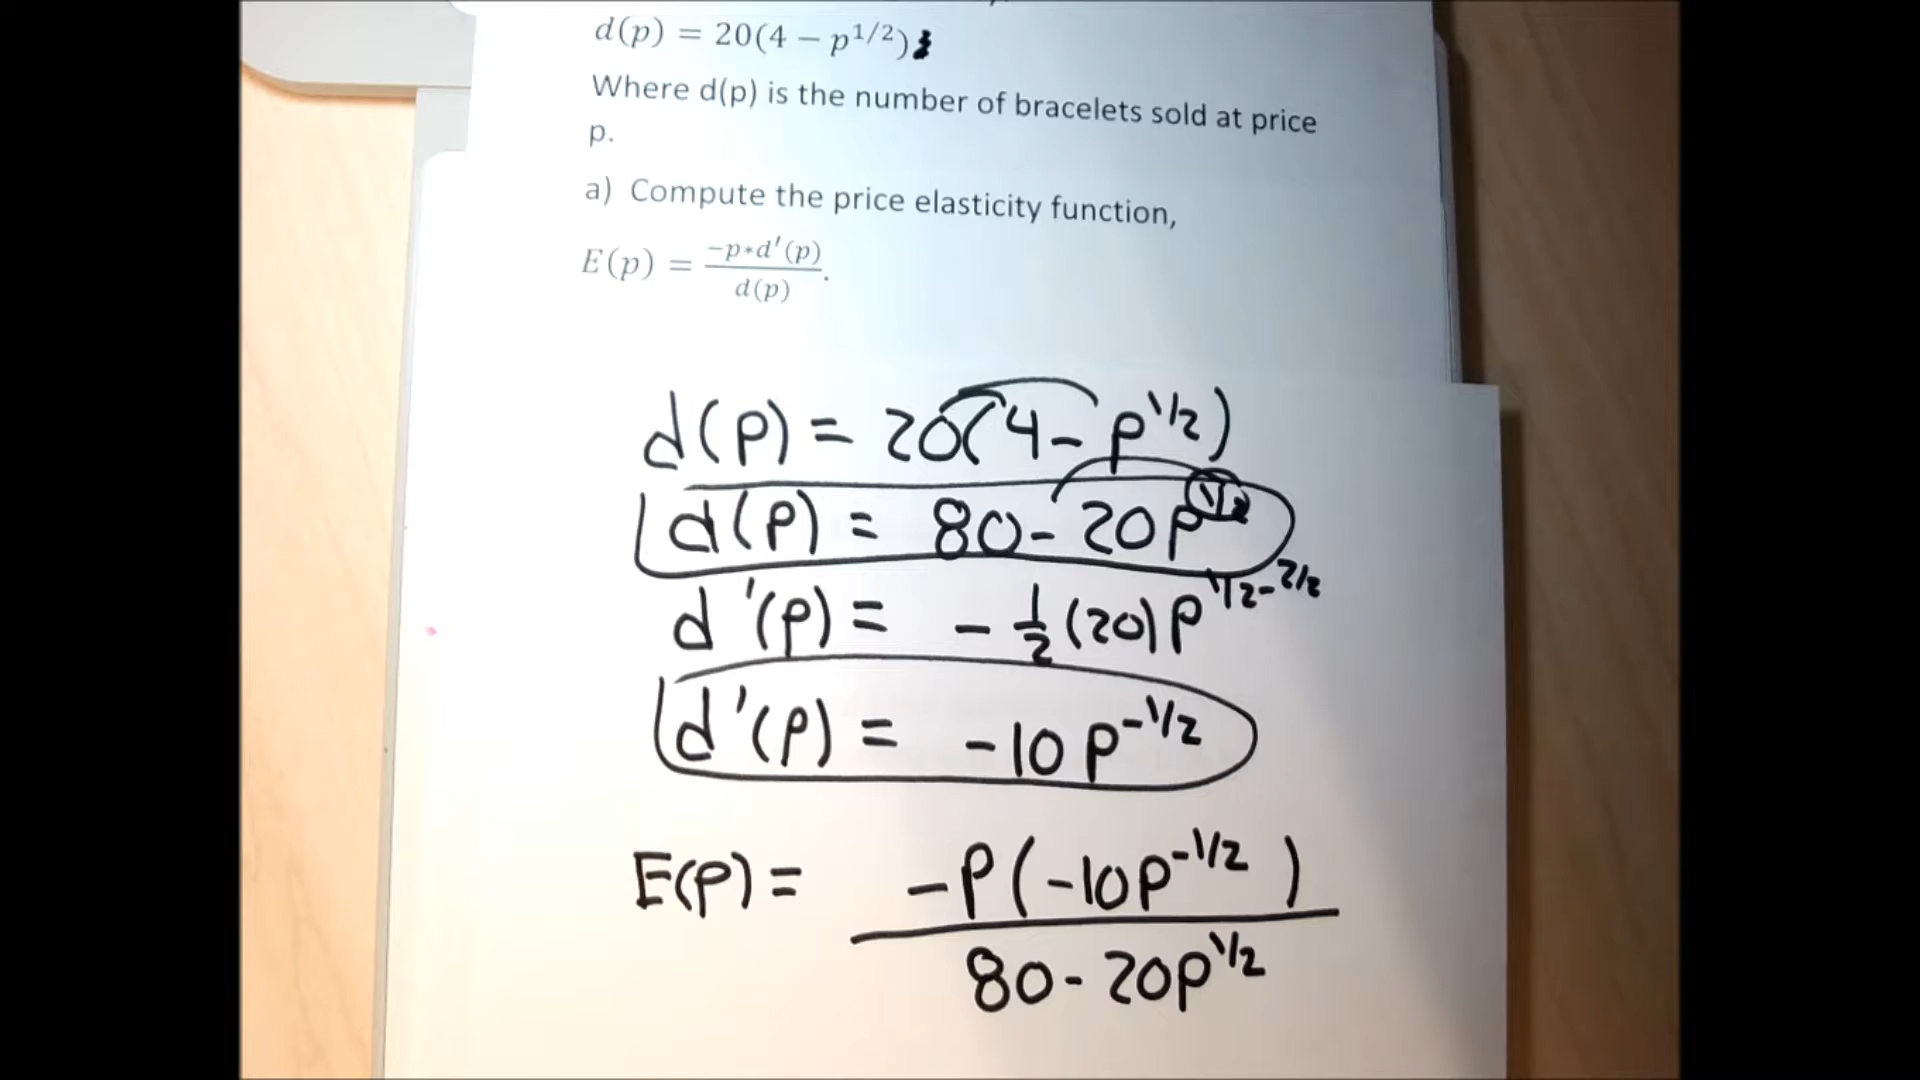 d(p) = 20(4 − p^1/2)
Where d(p) is the number of bracelets sold at price
p.
a) Compute the price elasticity function,
E(p) = −p*d′(p) / d(p).
d(p) = 20(4 - p^1/2)
d(p) = 80 - 20p^1/2
d'(p) = - 1/2 (20) p^1/2 - 2/2
d'(p) = -10p^-1/2
E(p) = -p(-10p^-1/2) / 80 - 20p^1/2